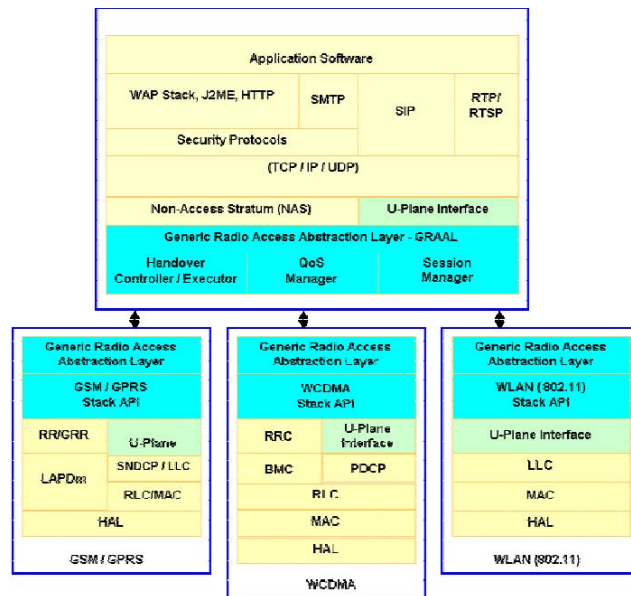 Application Software
WAP Stack, J2ME, HTTP
SMTP
SIP
RTP/
RTSP
Security Protocols
(TCP / IP / UDP)
Non-Access Stratum (NAS)
U-Plane Interface
Generic Radio Access Abstraction Layer - GRAAL
Handover
Controller / Executor
QoS
Manager
Session
Manager
Generic Radio Access
Abstraction Layer
GSM / GPRS
Stack API
RR/GRR
U-Plane
LAPDm
SNDCP / LLC
RLC/MAC
HAL
GSM / GPRS
Generic Radio Access
Abstraction Layer
WCDMA
Stack API
RRC
U-Plane
Interface
BMC
PDCP
RLC
MAC
HAL
WCDMA
Generic Radio Access
Abstraction Layer
WLAN (802.11)
Stack API
U-Plane Interface
LLC
MAC
HAL
WLAN (802.11)